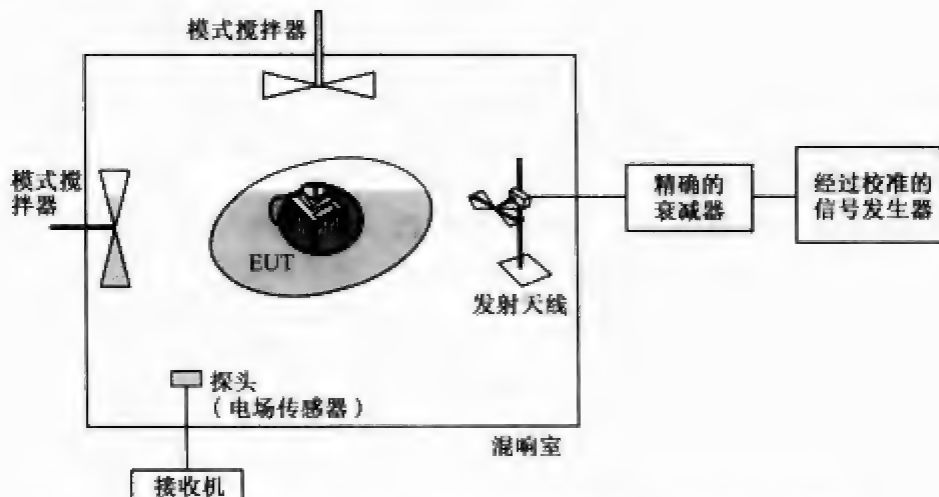 模式搅拌器
模式搅
拌器
EUT
发射天线
精确的
衰减器
经过校准的
信号发生器
探头
（电场传感器）
混响室
接收机